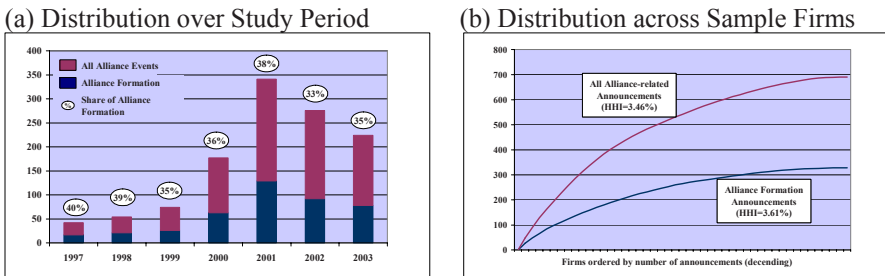 (a) Distribution over Study Period
400
350
300
250
200
150
100
50
0
All Alliance Events
Alliance Formation
% Share of Alliance
Formation
40%
39%
35%
36%
38%
33%
35%
1997 1998 1999 2000 2001 2002 2003
(b) Distribution across Sample Firms
800
700
600
500
400
300
200
100
0
All Alliance-related
Announcements
(HHI=3.46%)
Alliance Formation
Announcements
(HHI=3.61%)
Firms ordered by number of announcements (decending)